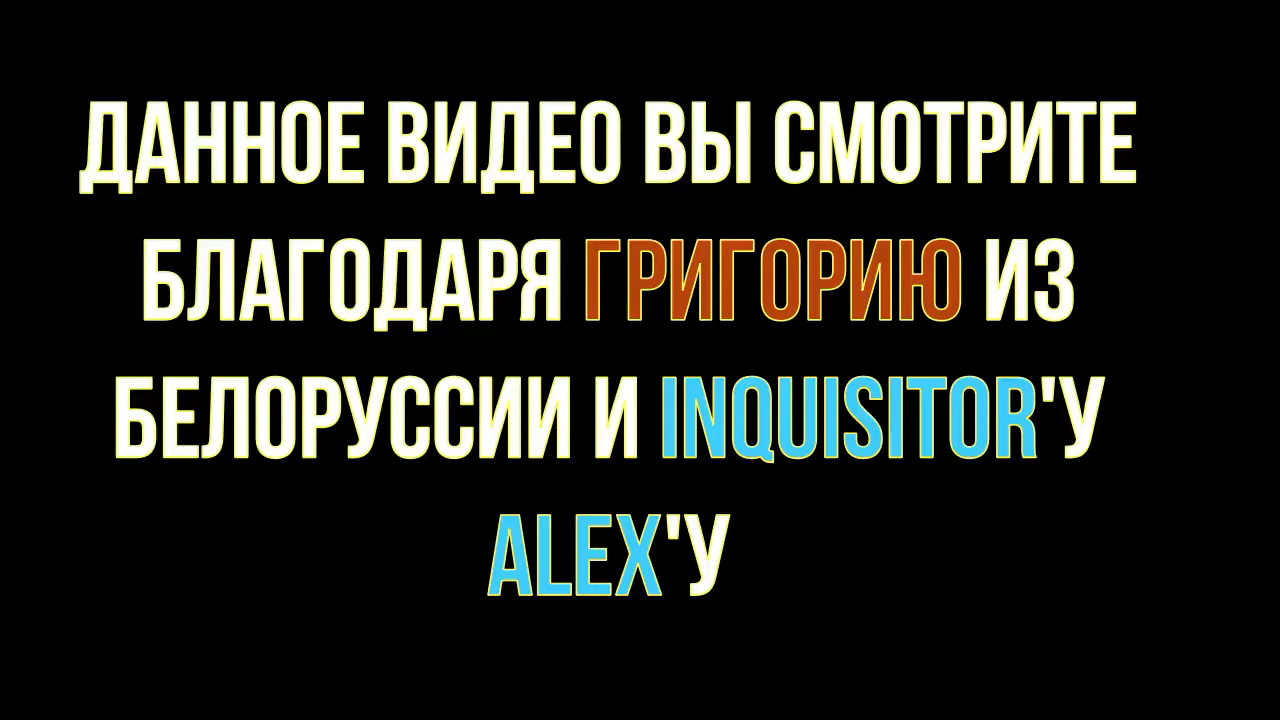 ДАННОЕ ВИДЕО ВЫ СМОТРИТЕ
БЛАГОДАРЯ ГРИГОРИЮ ИЗ
БЕЛОРУССИИ И INQUISITOR'У
ALEX'У